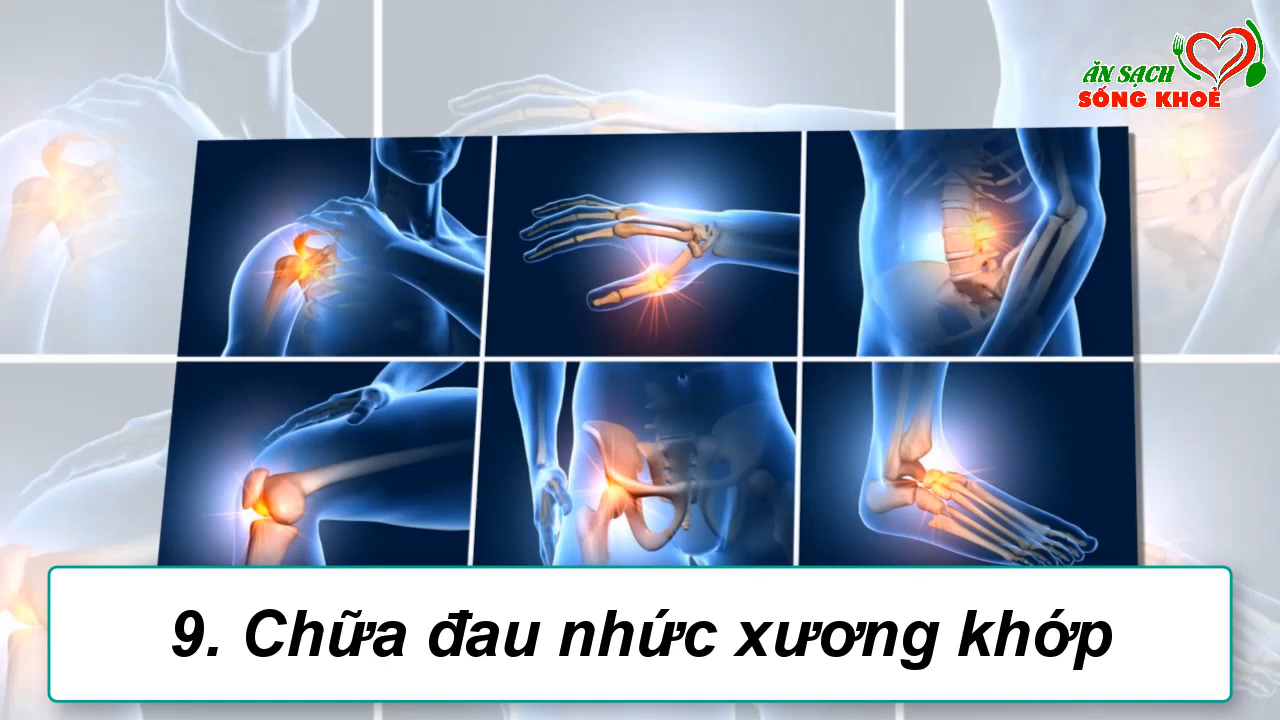 ĂN SẠCH
SỐNG KHOẺ
9. Chữa đau nhức xương khớp